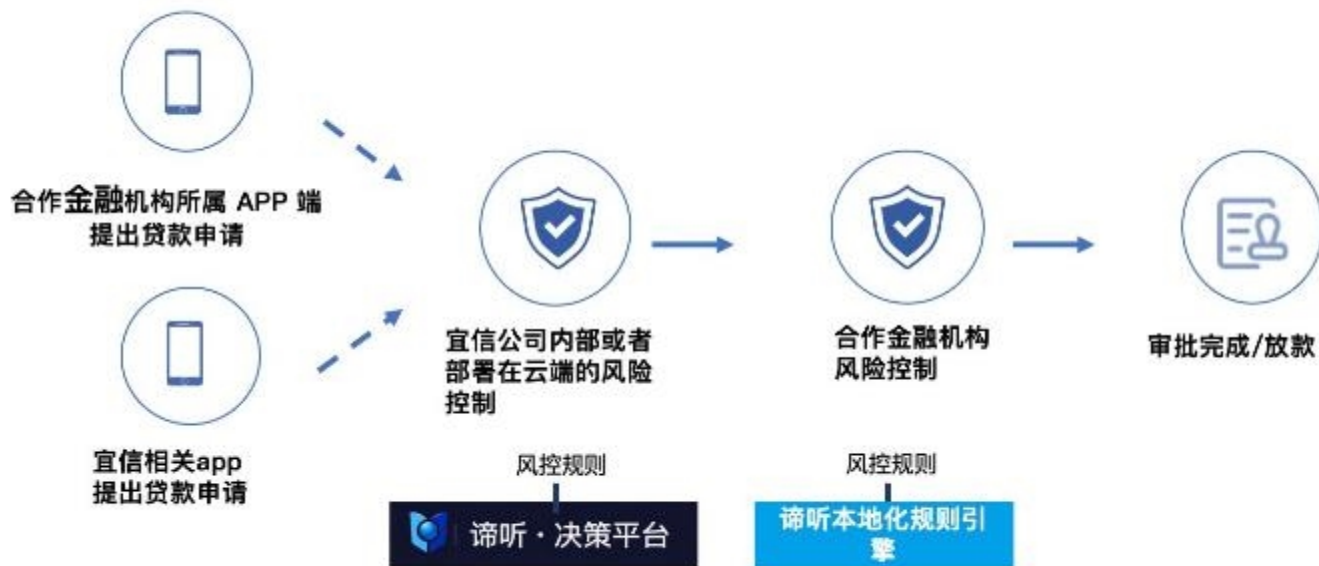 合作金融机构所属 APP 端
提出贷款申请
宜信相关app
提出贷款申请
宜信公司内部或者
部署在云端的风险
控制
合作金融机构
风险控制
审批完成/放款
风控规则
谛听·决策平台
风控规则
谛听本地化规则引
擎